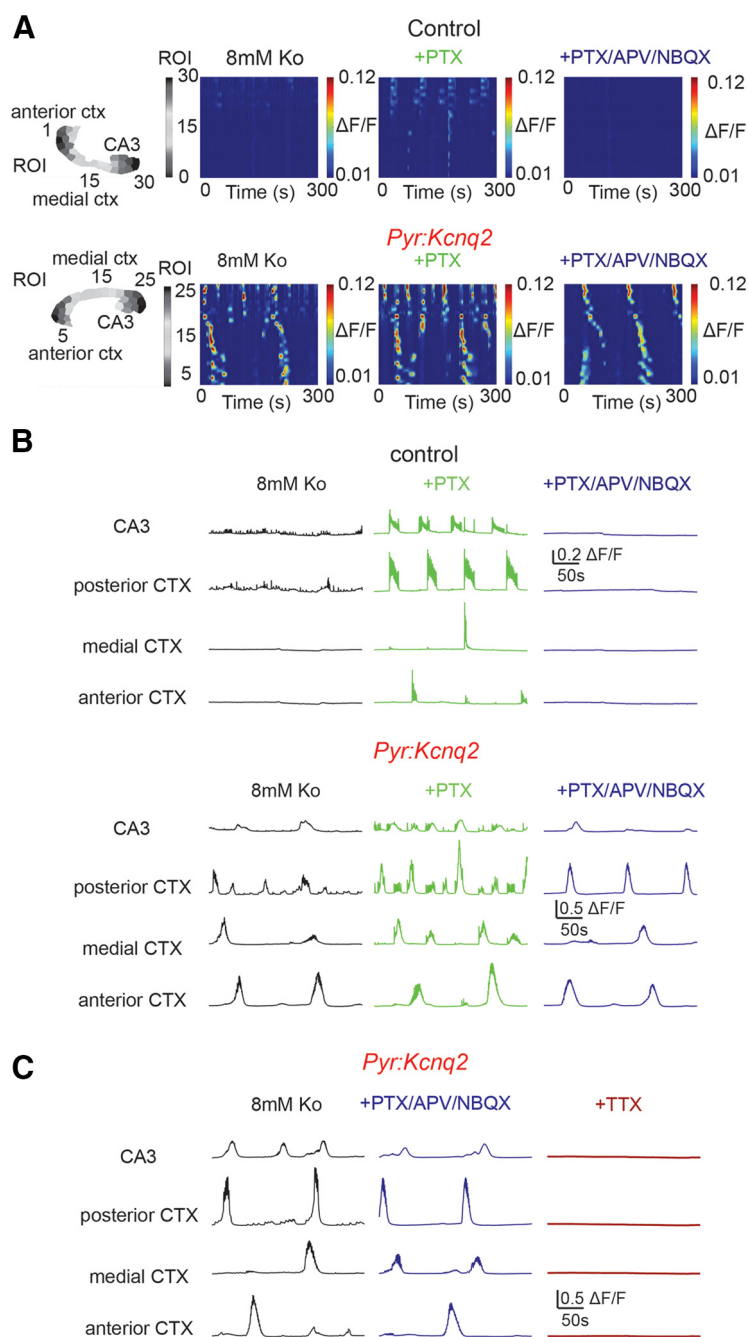 A
Control
ROI 8mM Ko +PTX +PTX/APV/NBQX
30 0.12 0.12 0.12
anterior ctx
1 CA3 15 ΔF/F ΔF/F ΔF/F
ROI
15 30 0 0.01 0.01 0.01
medial ctx
0 Time (s) 300 0 Time (s) 300 0 Time (s) 300
Pyr:Kcnq2
medial ctx 8mM Ko +PTX +PTX/APV/NBQX
ROI 15 25 ROI
25 0.12 0.12 0.12
CA3 15 ΔF/F ΔF/F ΔF/F
5
anterior ctx 5 0.01 0.01 0.01
0 300 0 300 0 300
Time (s) Time (s) Time (s)
B
control
8mM Ko +PTX +PTX/APV/NBQX
CA3
0.2 ΔF/F
50s
posterior CTX
medial CTX
anterior CTX
Pyr:Kcnq2
8mM Ko +PTX +PTX/APV/NBQX
CA3
posterior CTX
0.5 ΔF/F
50s
medial CTX
anterior CTX
C
Pyr:Kcnq2
8mM Ko +PTX/APV/NBQX +TTX
CA3
posterior CTX
medial CTX
0.5 ΔF/F
50s
anterior CTX